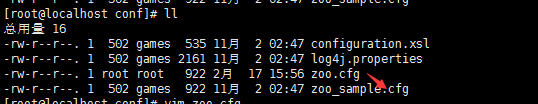 [root@localhost conf]# ll
总用量 16
-rw-r--r--. 1  502 games  535 11月  2 02:47 configuration.xsl
-rw-r--r--. 1  502 games 2161 11月  2 02:47 log4j.properties
-rw-r--r--. 1 root root   922 2月  17 15:56 zoo.cfg
-rw-r--r--. 1  502 games  922 11月  2 02:47 zoo_sample.cfg
[root@localhost conf]# vim zoo.cfg